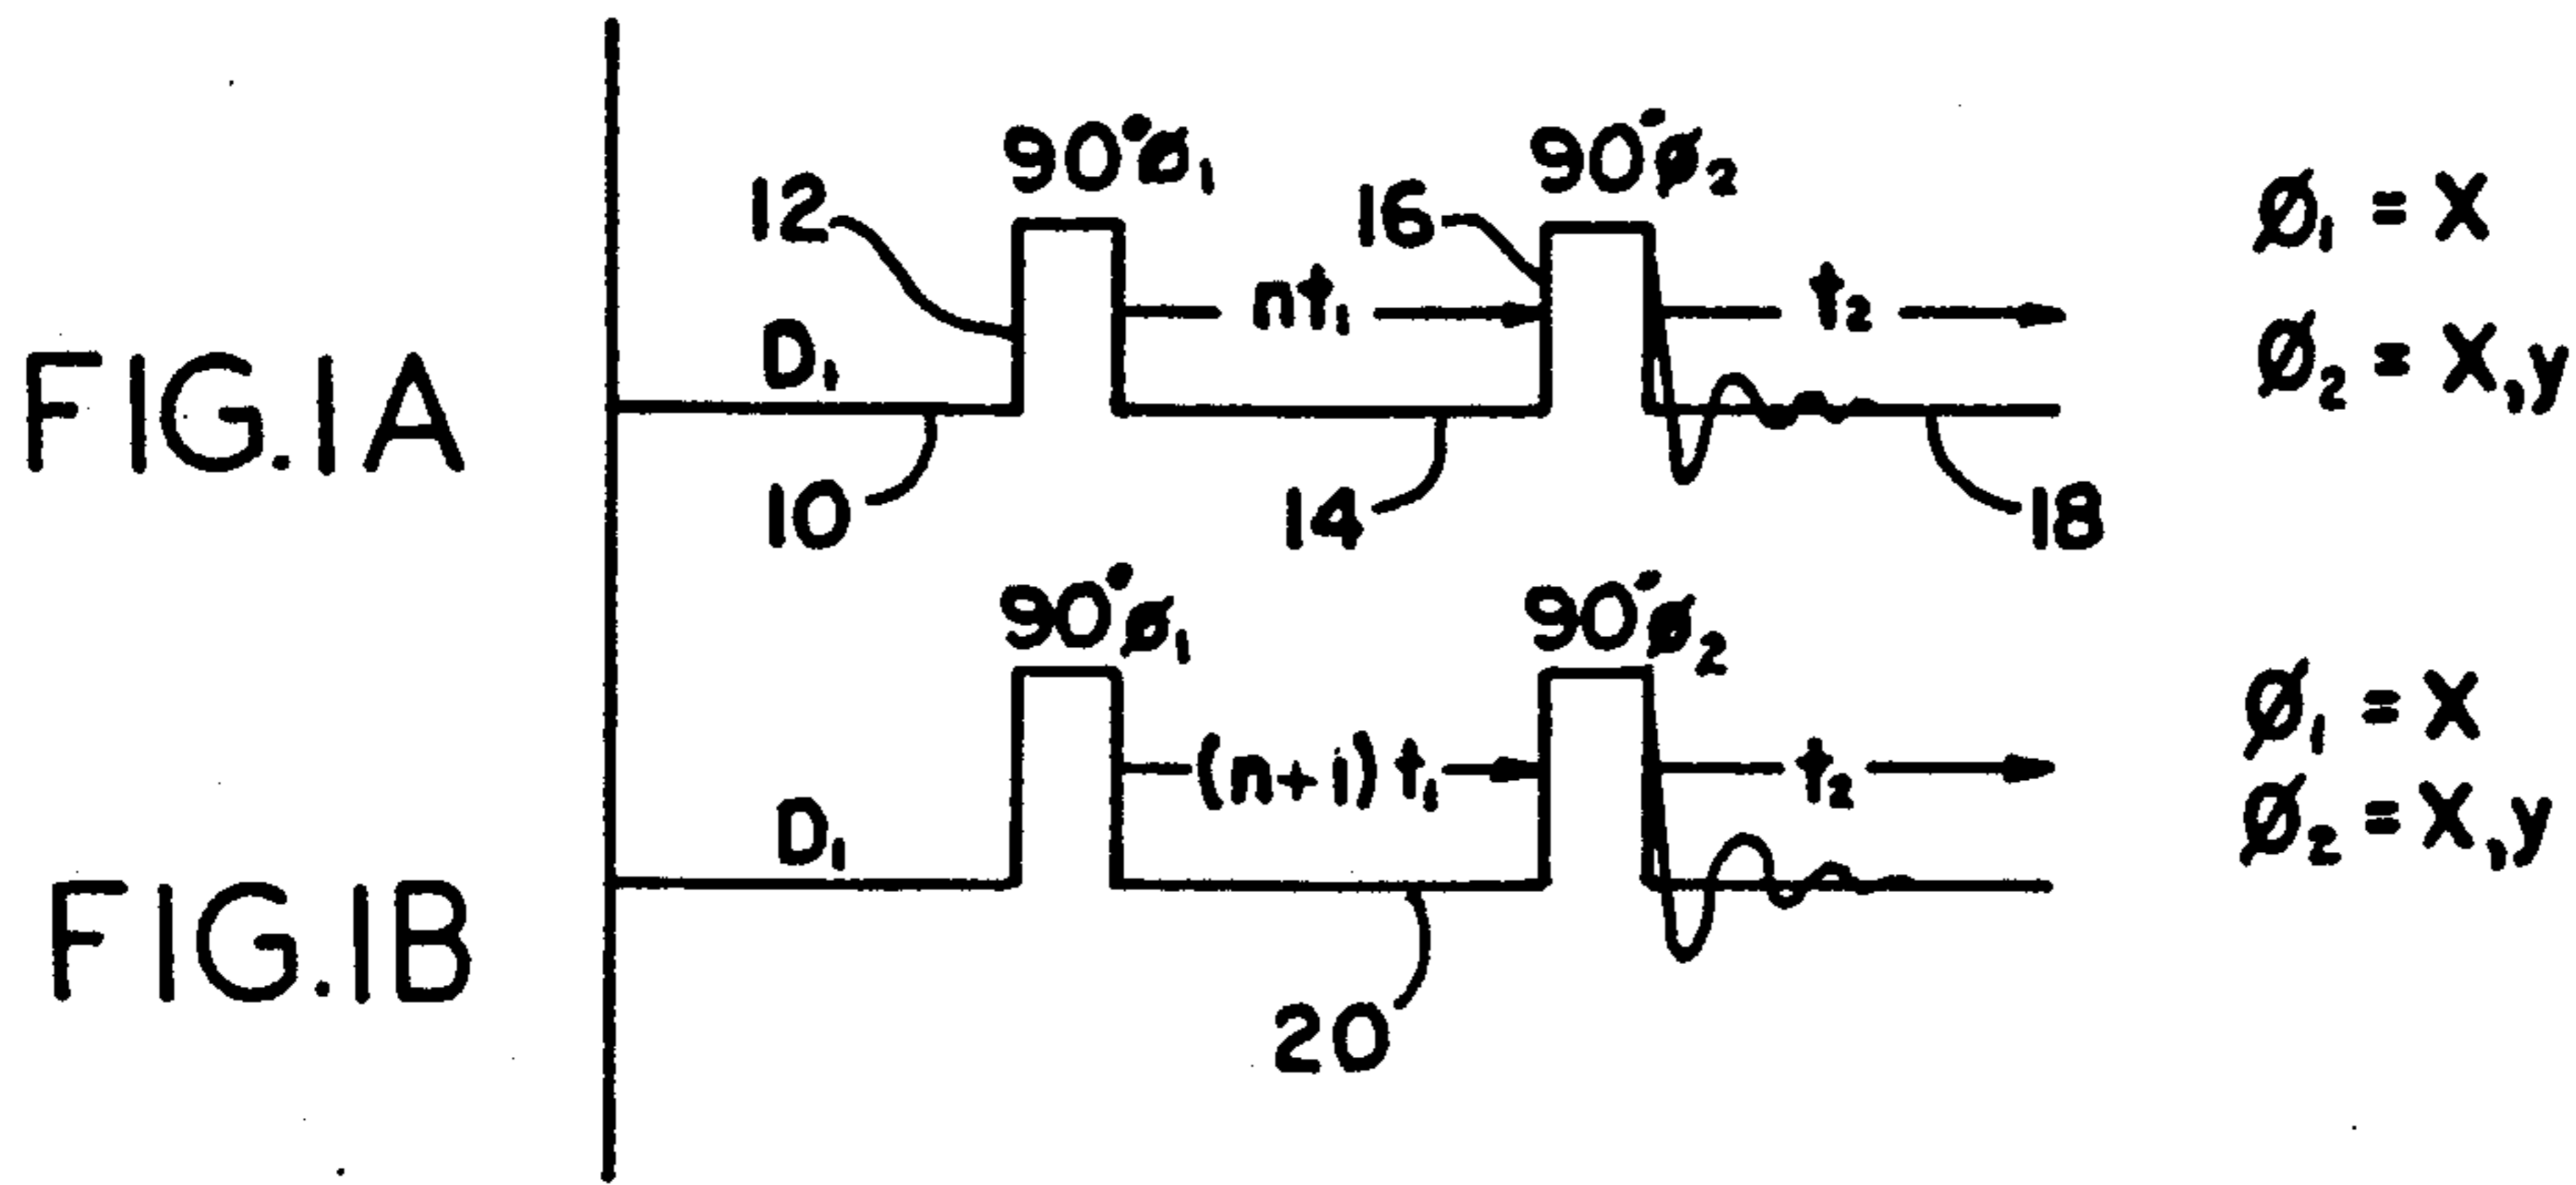 90°ø₁ 90°ø₂
12 16 ø₁ = X
D₁ nt₁ t₂
FIG.1A ø₂ = X,y
10 14 18
90°ø₁ 90°ø₂
ø₁ = X
D₁ (n+1)t₁ t₂
ø₂ = X,y
FIG.1B
20